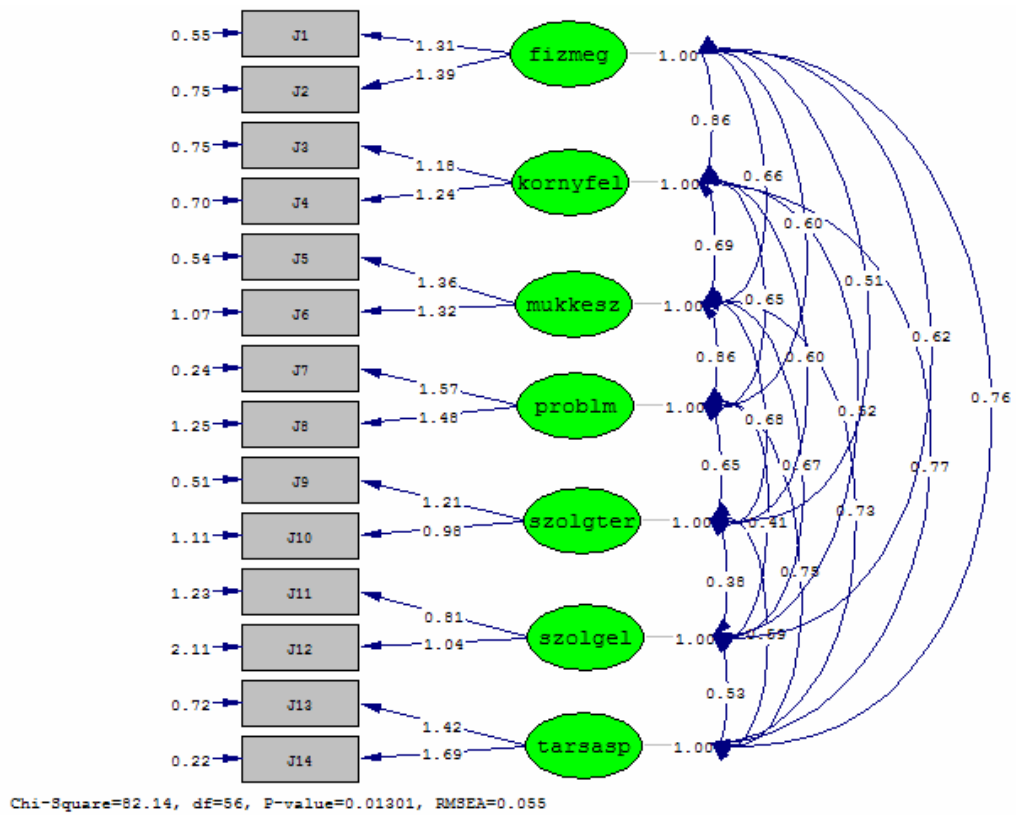 0.55 J1 1.31 fizmeg 1.00
0.75 J2 1.39
0.86
0.75 J3 1.18 kornyfel 1.00
0.70 J4 1.24
0.66
0.60
0.69
0.54 J5 1.36 mukkesz 1.00
1.07 J6 1.32
0.65
0.51
0.62
0.86
0.60
0.24 J7 1.57 problm 1.00
1.25 J8 1.48
0.68
0.52
0.76
0.65
0.67
0.77
0.51 J9 1.21 szolgter 1.00
1.11 J10 0.98
0.41
0.73
0.38
0.75
1.23 J11 0.81 szolgel 1.00
2.11 J12 1.04
0.59
0.53
0.72 J13 1.42 tarsasp 1.00
0.22 J14 1.69
Chi-Square=82.14, df=56, P-value=0.01301, RMSEA=0.055